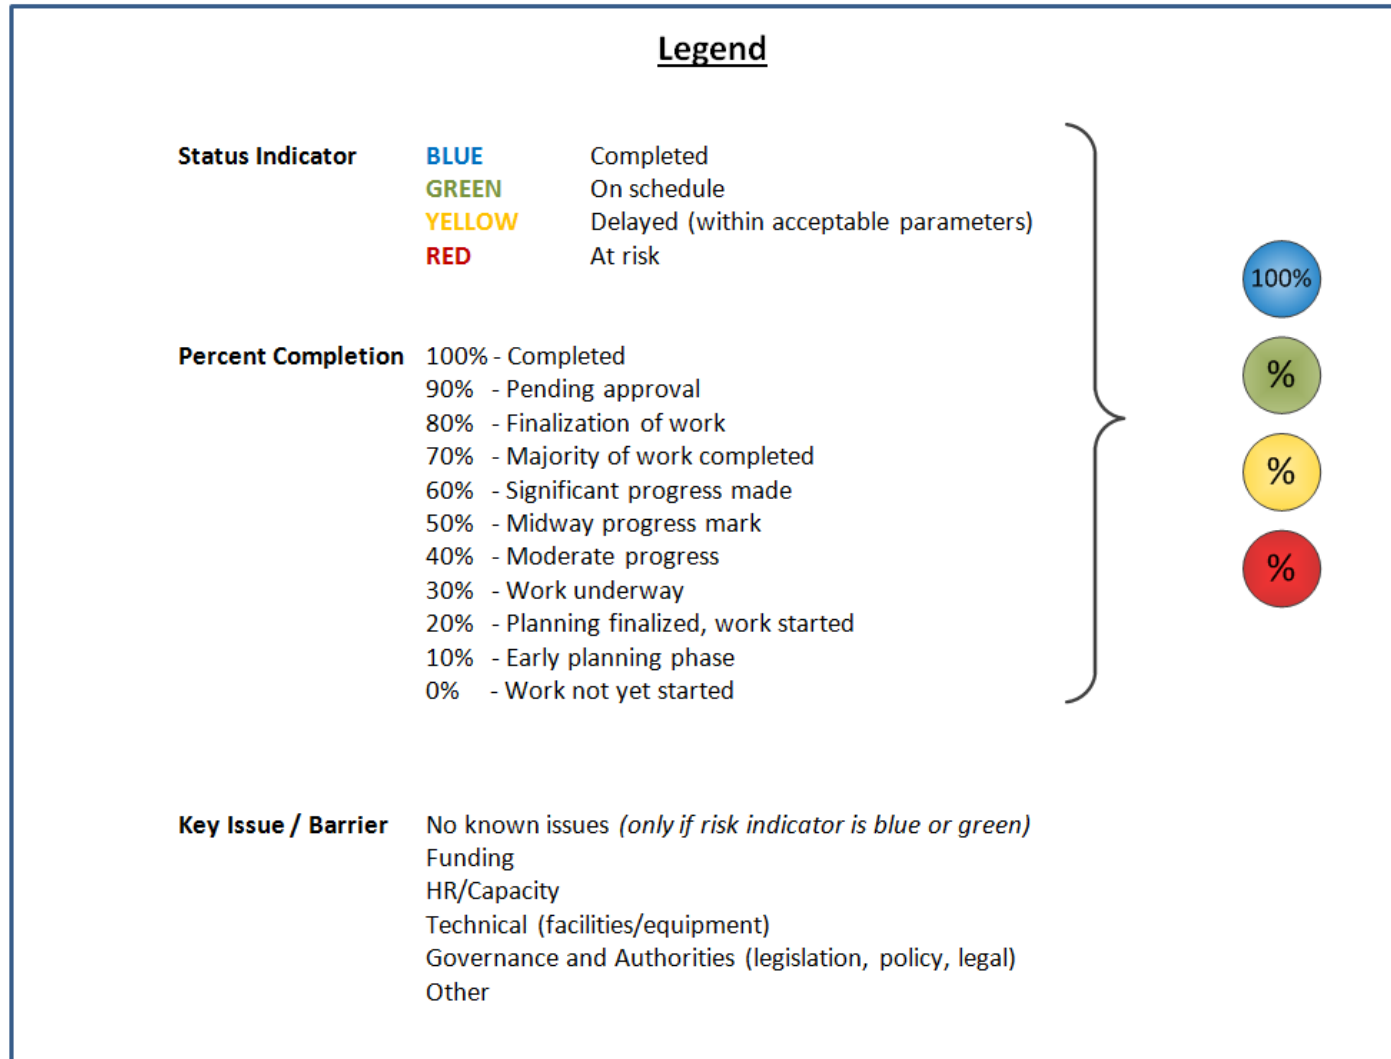 Legend
Status Indicator BLUE Completed
GREEN On schedule
YELLOW Delayed (within acceptable parameters)
RED At risk
Percent Completion 100% - Completed
90% - Pending approval
80% - Finalization of work
70% - Majority of work completed
60% - Significant progress made
50% - Midway progress mark
40% - Moderate progress
30% - Work underway
20% - Planning finalized, work started
10% - Early planning phase
0% - Work not yet started
100%
%
%
%
Key Issue / Barrier No known issues (only if risk indicator is blue or green)
Funding
HR/Capacity
Technical (facilities/equipment)
Governance and Authorities (legislation, policy, legal)
Other